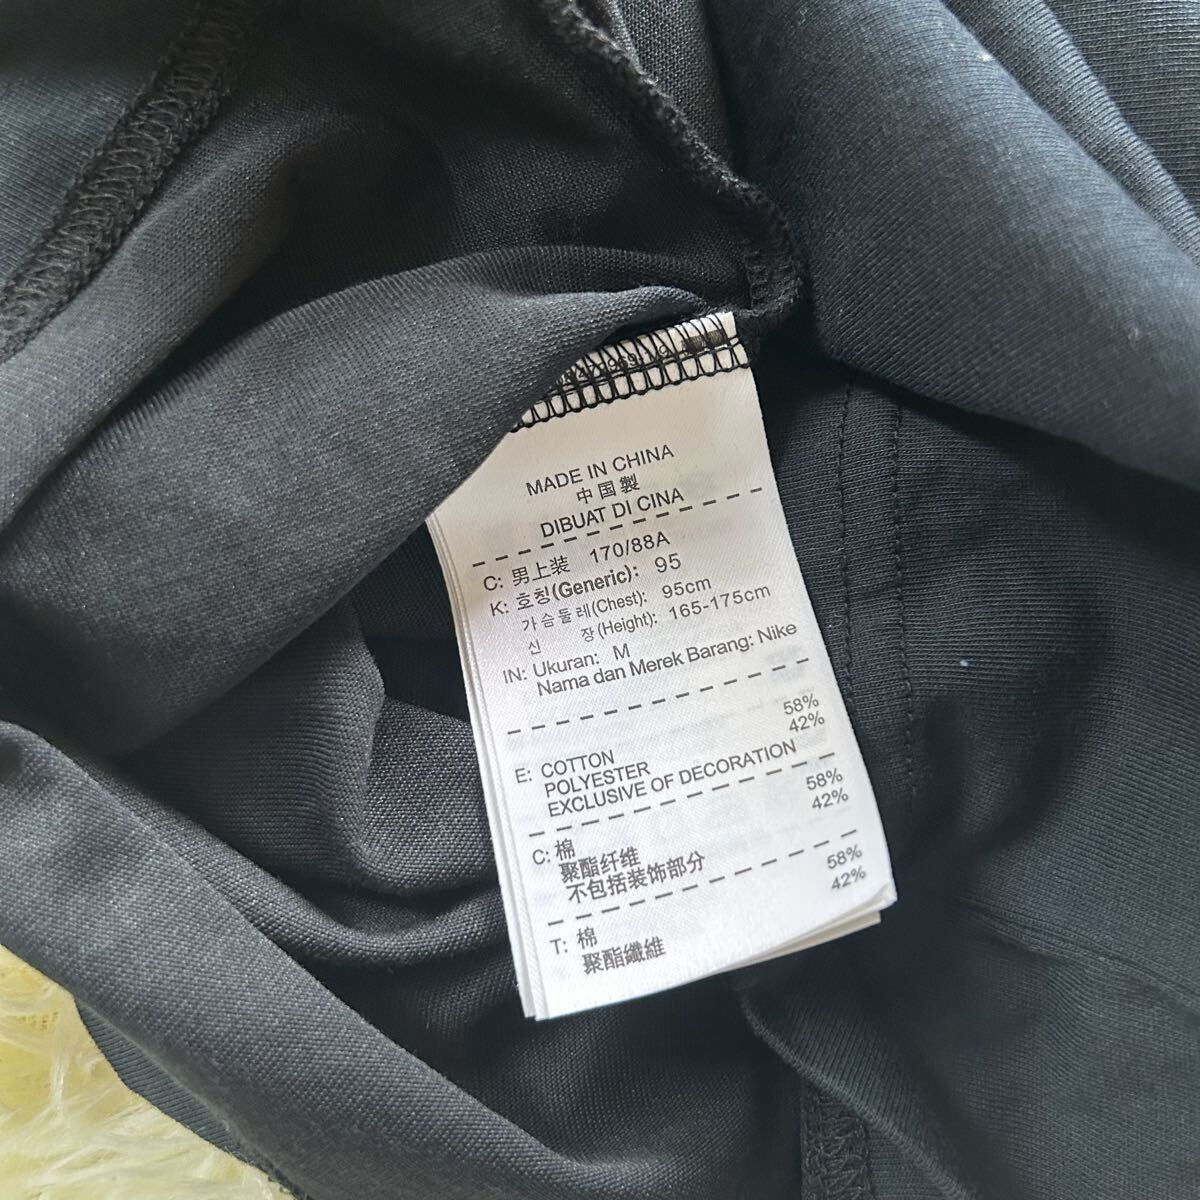 MADE IN CHINA
中国製
DIBUAT DI CINA
C: 男上装 170/88A
K: 호칭(Generic): 95
가슴둘레(Chest): 95cm
신 장(Height): 165-175cm
IN: Ukuran: M
Nama dan Merek Barang: Nike
58%
42%
E: COTTON
POLYESTER
EXCLUSIVE OF DECORATION
58%
42%
C: 棉
聚酯纤维
不包括装饰部分
58%
42%
T: 棉
聚酯纖維